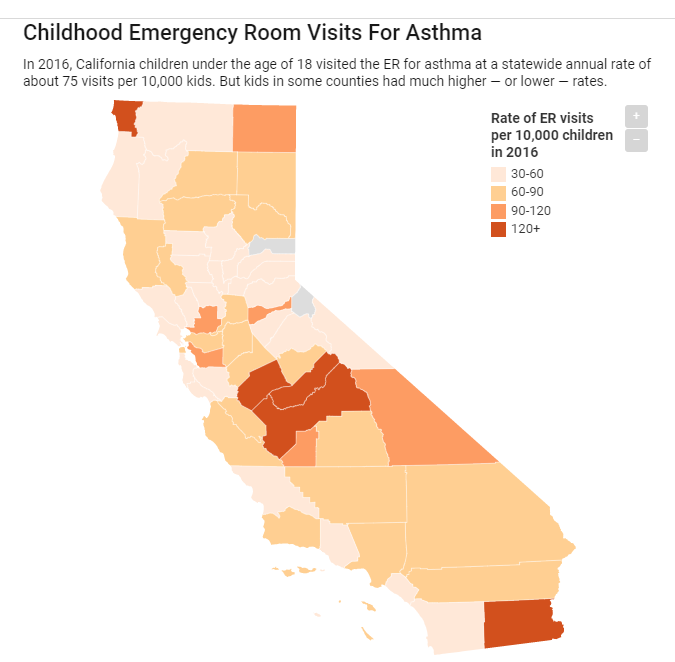 Childhood Emergency Room Visits For Asthma
In 2016, California children under the age of 18 visited the ER for asthma at a statewide annual rate of
about 75 visits per 10,000 kids. But kids in some counties had much higher — or lower — rates.
Rate of ER visits
per 10,000 children
in 2016
+
−
30-60
60-90
90-120
120+